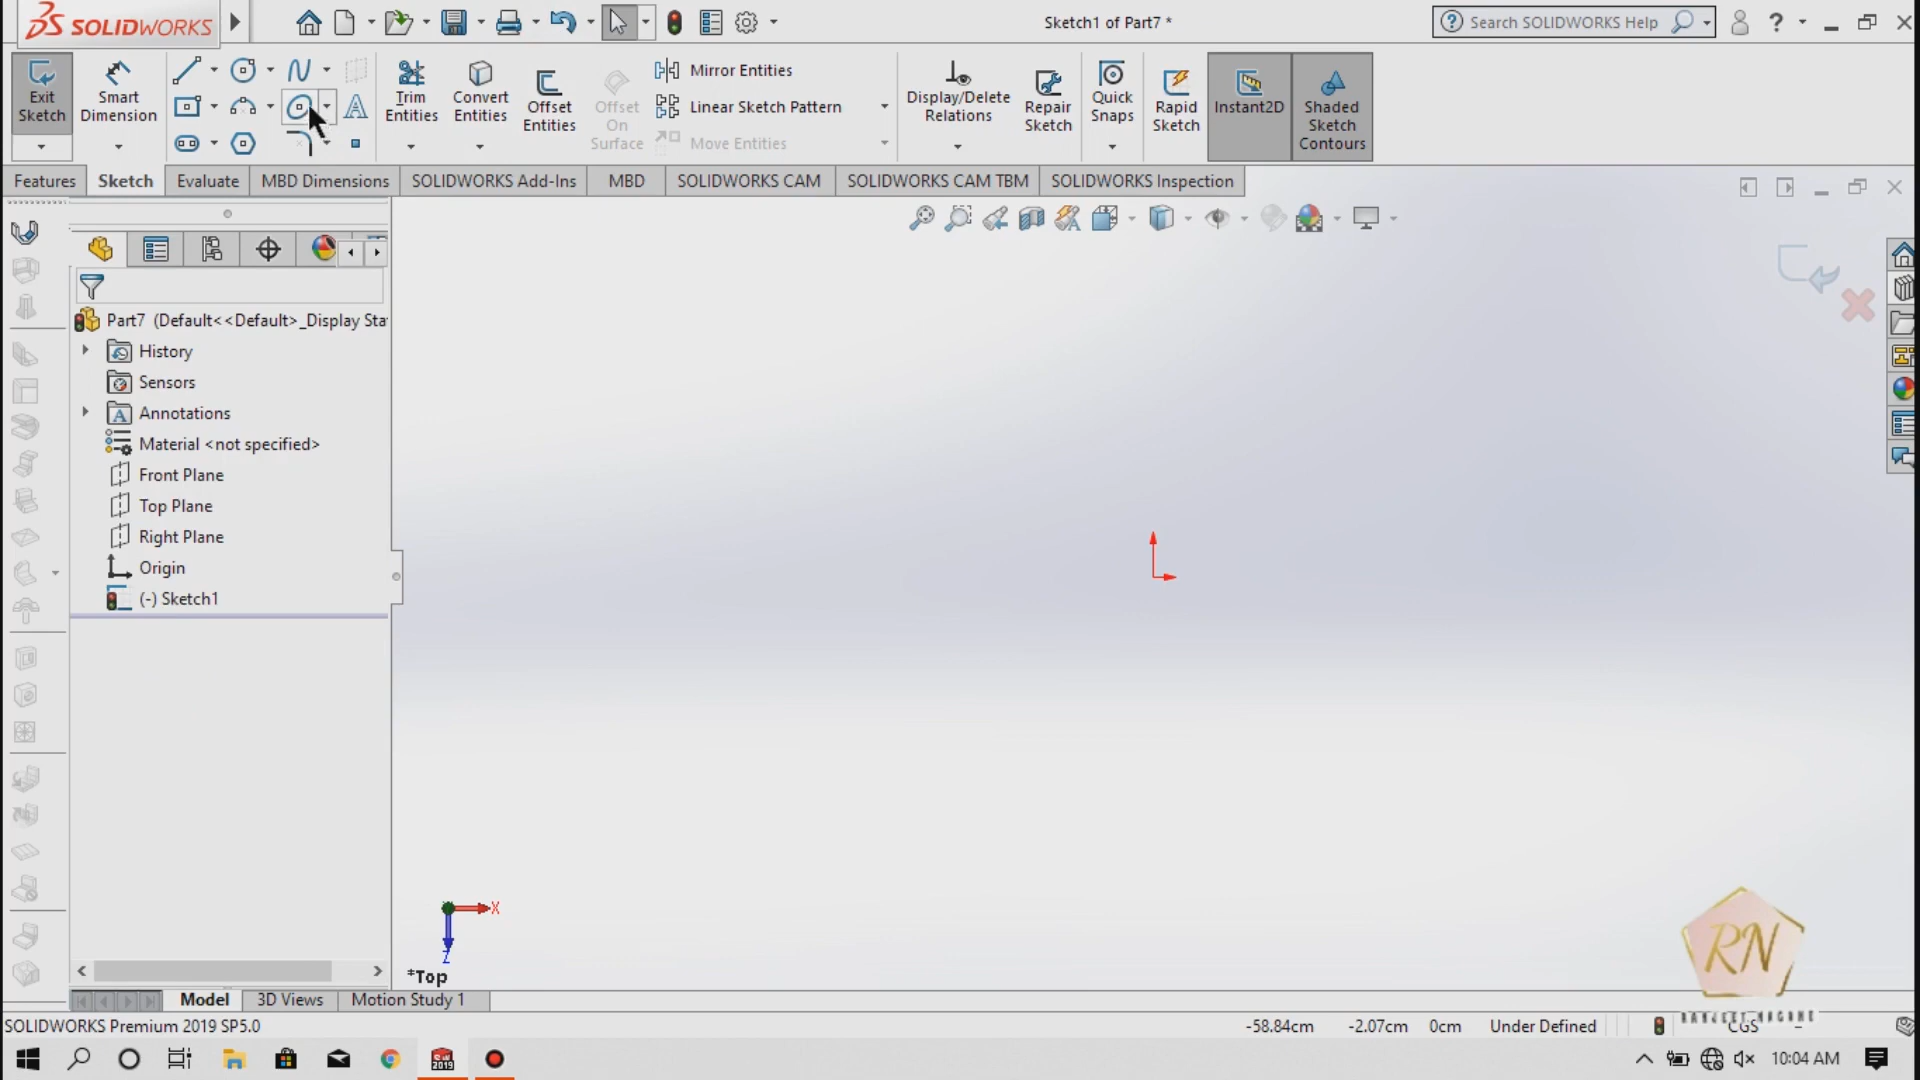 SOLIDWORKS
Sketch1 of Part7 *
Search SOLIDWORKS Help
Exit Sketch
Smart Dimension
Trim Entities
Convert Entities
Offset Entities
Offset On Surface
Mirror Entities
Linear Sketch Pattern
Move Entities
Display/Delete Relations
Repair Sketch
Quick Snaps
Rapid Sketch
Instant2D
Shaded Sketch Contours
Features
Sketch
Evaluate
MBD Dimensions
SOLIDWORKS Add-Ins
MBD
SOLIDWORKS CAM
SOLIDWORKS CAM TBM
SOLIDWORKS Inspection
Part7 (Default<<Default>_Display Sta
History
Sensors
Annotations
Material <not specified>
Front Plane
Top Plane
Right Plane
Origin
(-) Sketch1
X
Z
*Top
RN
Model
3D Views
Motion Study 1
SOLIDWORKS Premium 2019 SP5.0
-58.84cm
-2.07cm
0cm
Under Defined
CGS
10:04 AM